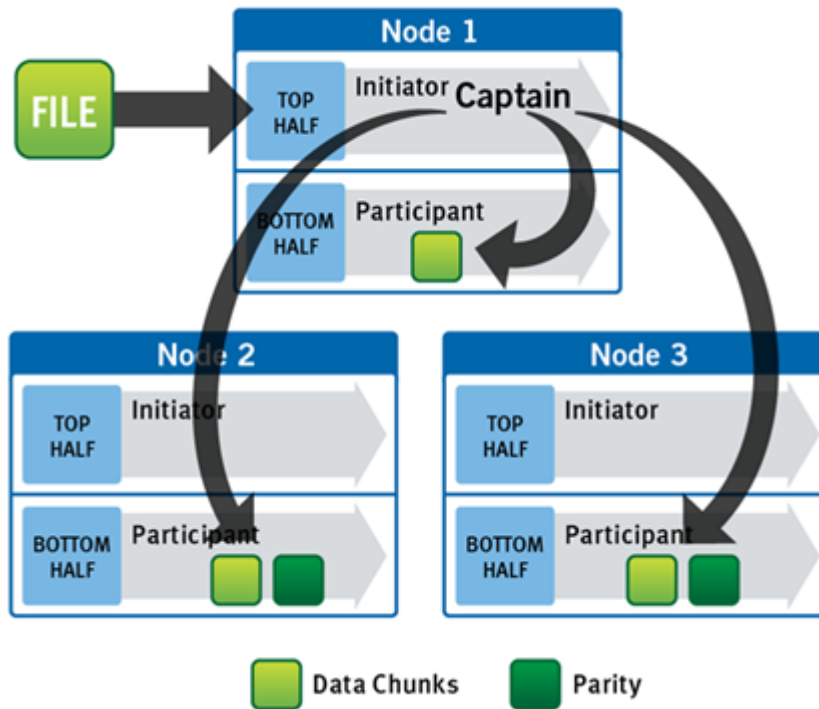 Node 1
FILE
TOP
HALF
Initiator
Captain
BOTTOM
HALF
Participant
Node 2
TOP
HALF
Initiator
BOTTOM
HALF
Participant
Node 3
TOP
HALF
Initiator
BOTTOM
HALF
Participant
Data Chunks
Parity